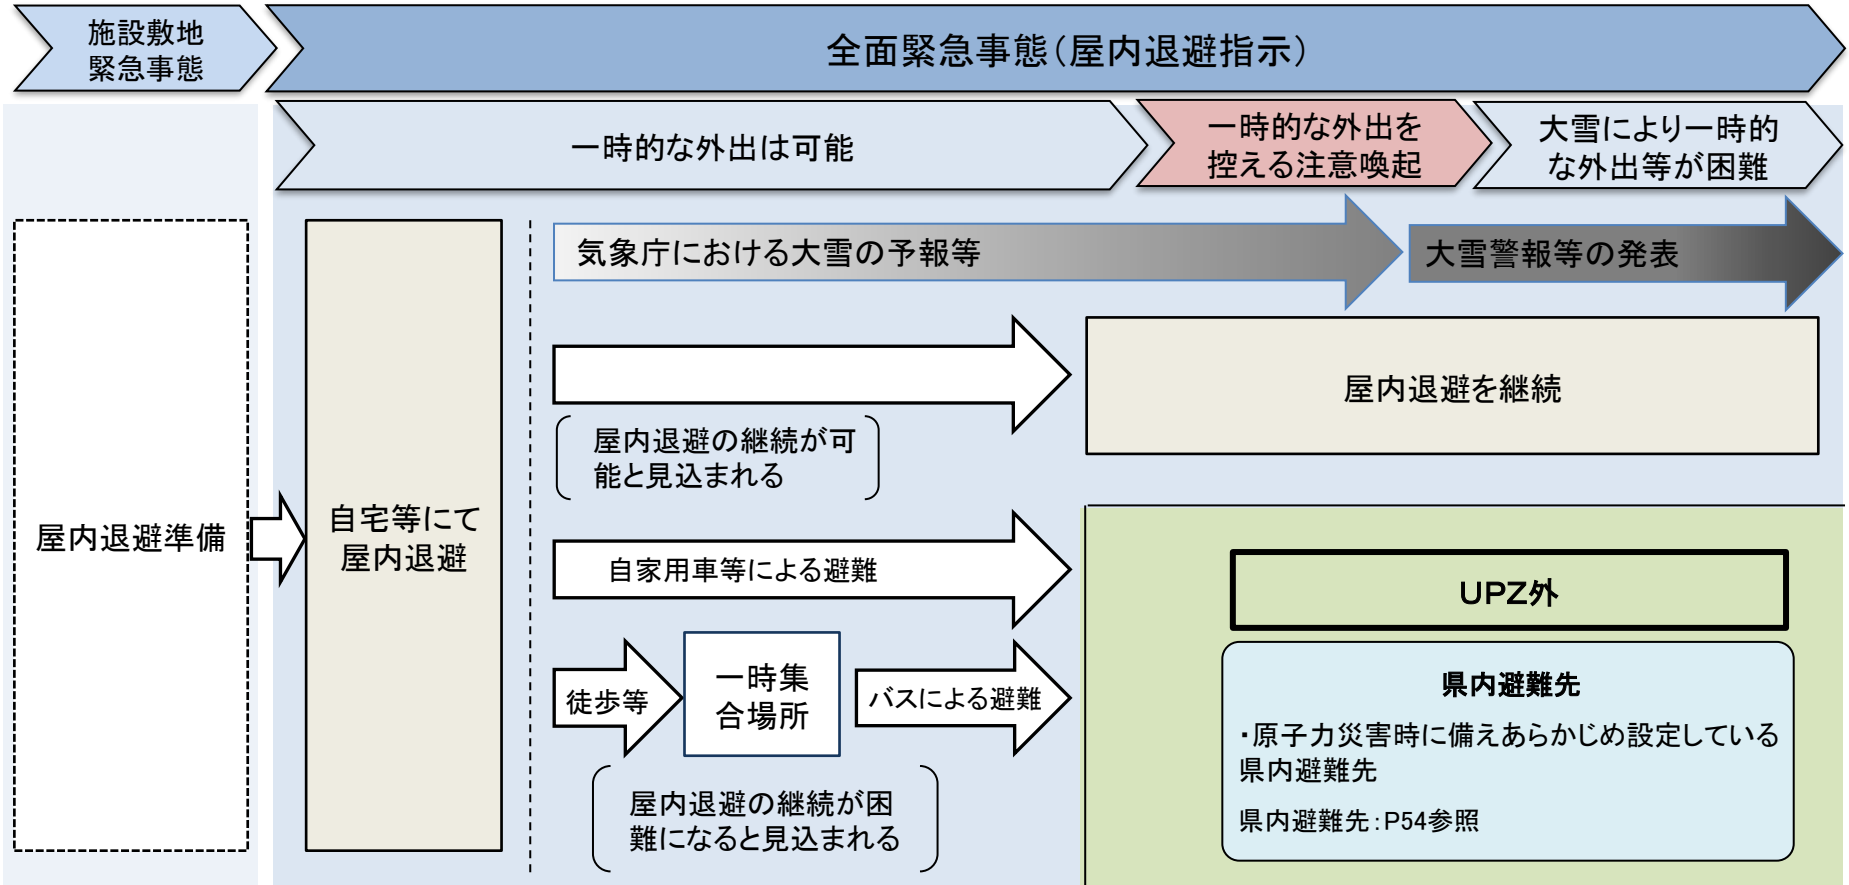 施設敷地
緊急事態
全面緊急事態(屋内退避指示)
一時的な外出は可能
一時的な外出を
控える注意喚起
大雪により一時的
な外出等が困難
気象庁における大雪の予報等
大雪警報等の発表
屋内退避準備
自宅等にて
屋内退避
屋内退避の継続が可
能と見込まれる
屋内退避を継続
自家用車等による避難
徒歩等
一時集
合場所
バスによる避難
屋内退避の継続が困
難になると見込まれる
UPZ外
県内避難先
・原子力災害時に備えあらかじめ設定している
県内避難先
県内避難先:P54参照